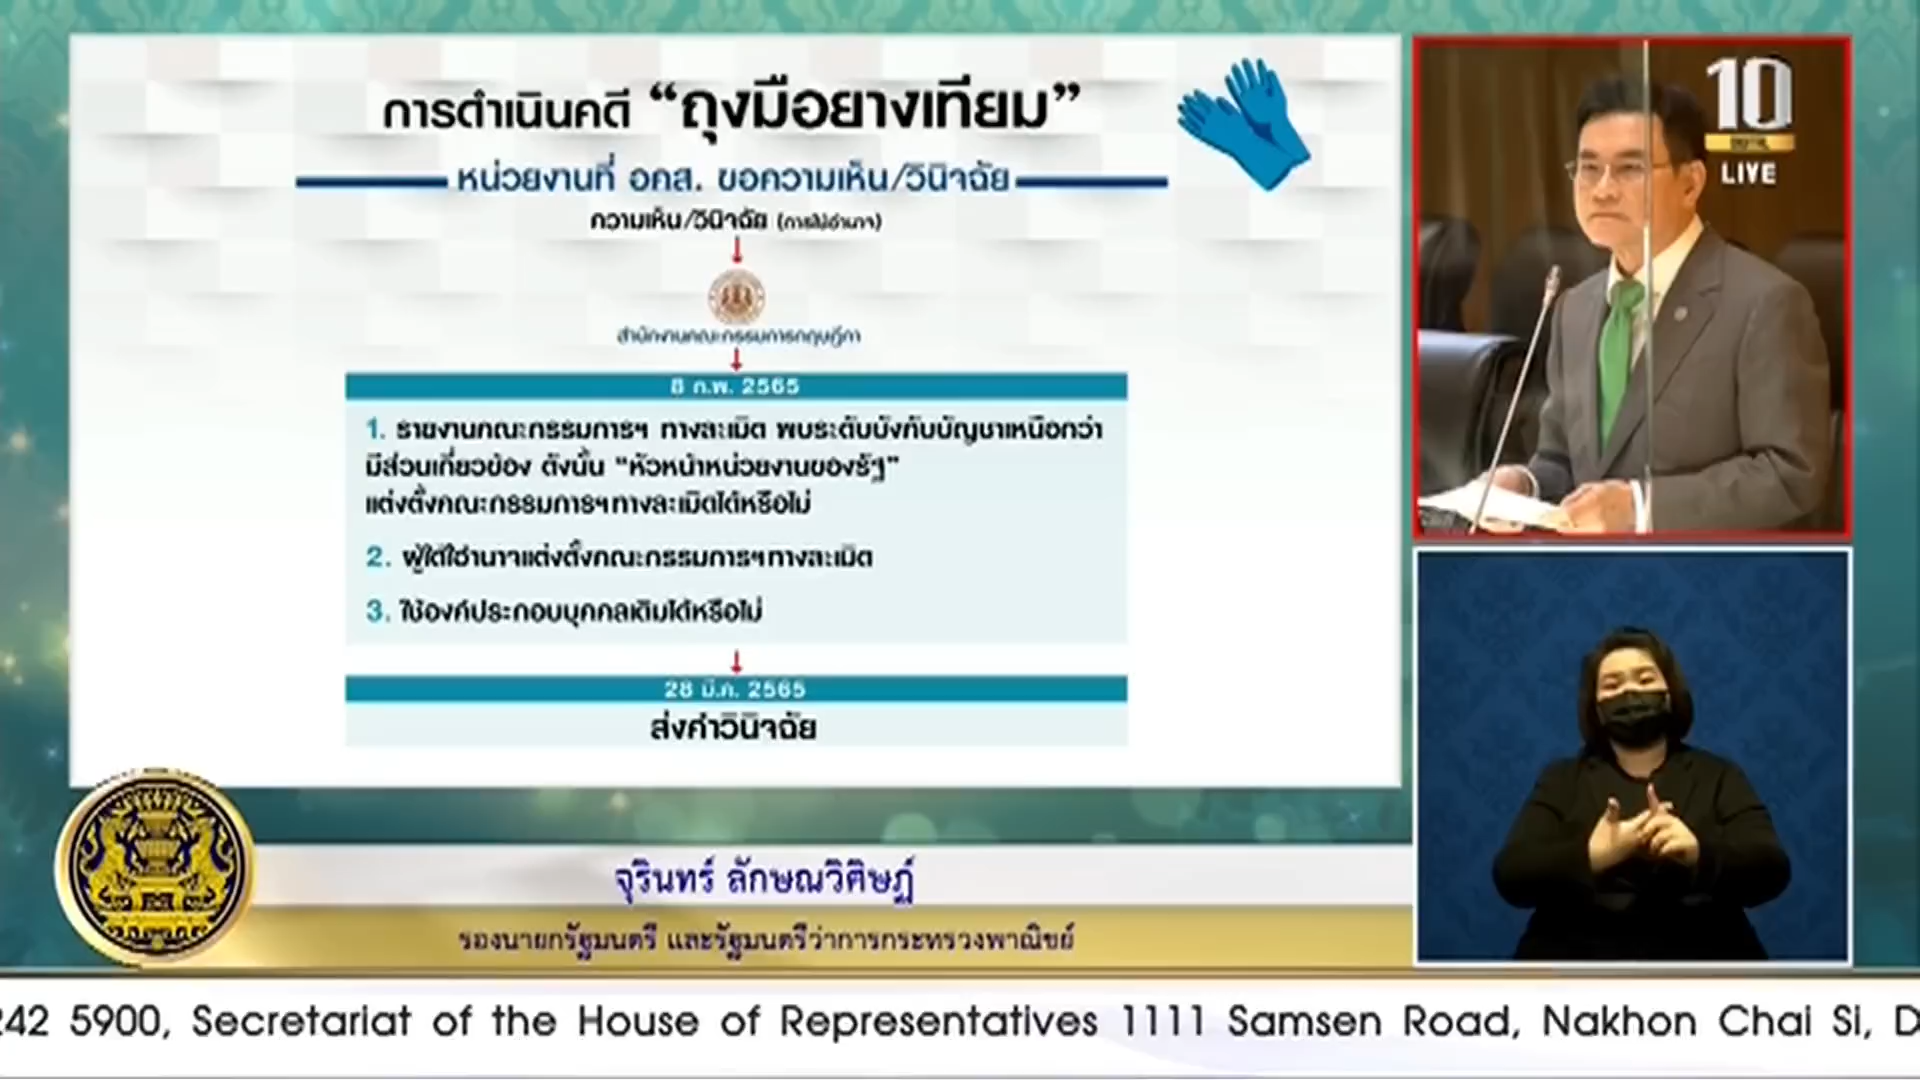 การดำเนินคดี “ถุงมือยางเทียม”
หน่วยงานที่ อคส. ขอความเห็น/วินิจฉัย
ความเห็น/วินิจฉัย (การใช้อำนาจ)
สำนักงานคณะกรรมการกฤษฎีกา
8 ก.พ. 2565
1. รายงานคณะกรรมการฯ ทางละเมิด พบระดับบังคับบัญชาเหนือกว่า
มีส่วนเกี่ยวข้อง ดังนั้น “หัวหน้าหน่วยงานของรัฐ”
แต่งตั้งคณะกรรมการฯทางละเมิดได้หรือไม่
2. ผู้ใดใช้อำนาจแต่งตั้งคณะกรรมการฯทางละเมิด
3. ใช้องค์ประกอบบุคคลเดิมได้หรือไม่
28 มี.ค. 2565
ส่งคำวินิจฉัย
10
LIVE
จุรินทร์ ลักษณวิศิษฏ์
รองนายกรัฐมนตรี และรัฐมนตรีว่าการกระทรวงพาณิชย์
242 5900, Secretariat of the House of Representatives 1111 Samsen Road, Nakhon Chai Si, D